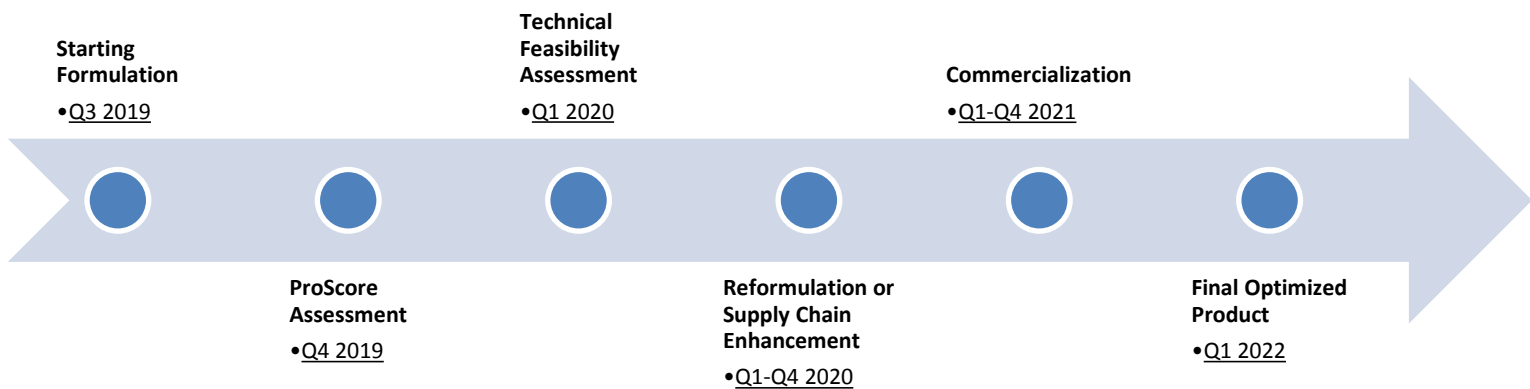 Starting
Formulation
•Q3 2019
ProScore
Assessment
•Q4 2019
Technical
Feasibility
Assessment
•Q1 2020
Reformulation or
Supply Chain
Enhancement
•Q1-Q4 2020
Commercialization
•Q1-Q4 2021
Final Optimized
Product
•Q1 2022